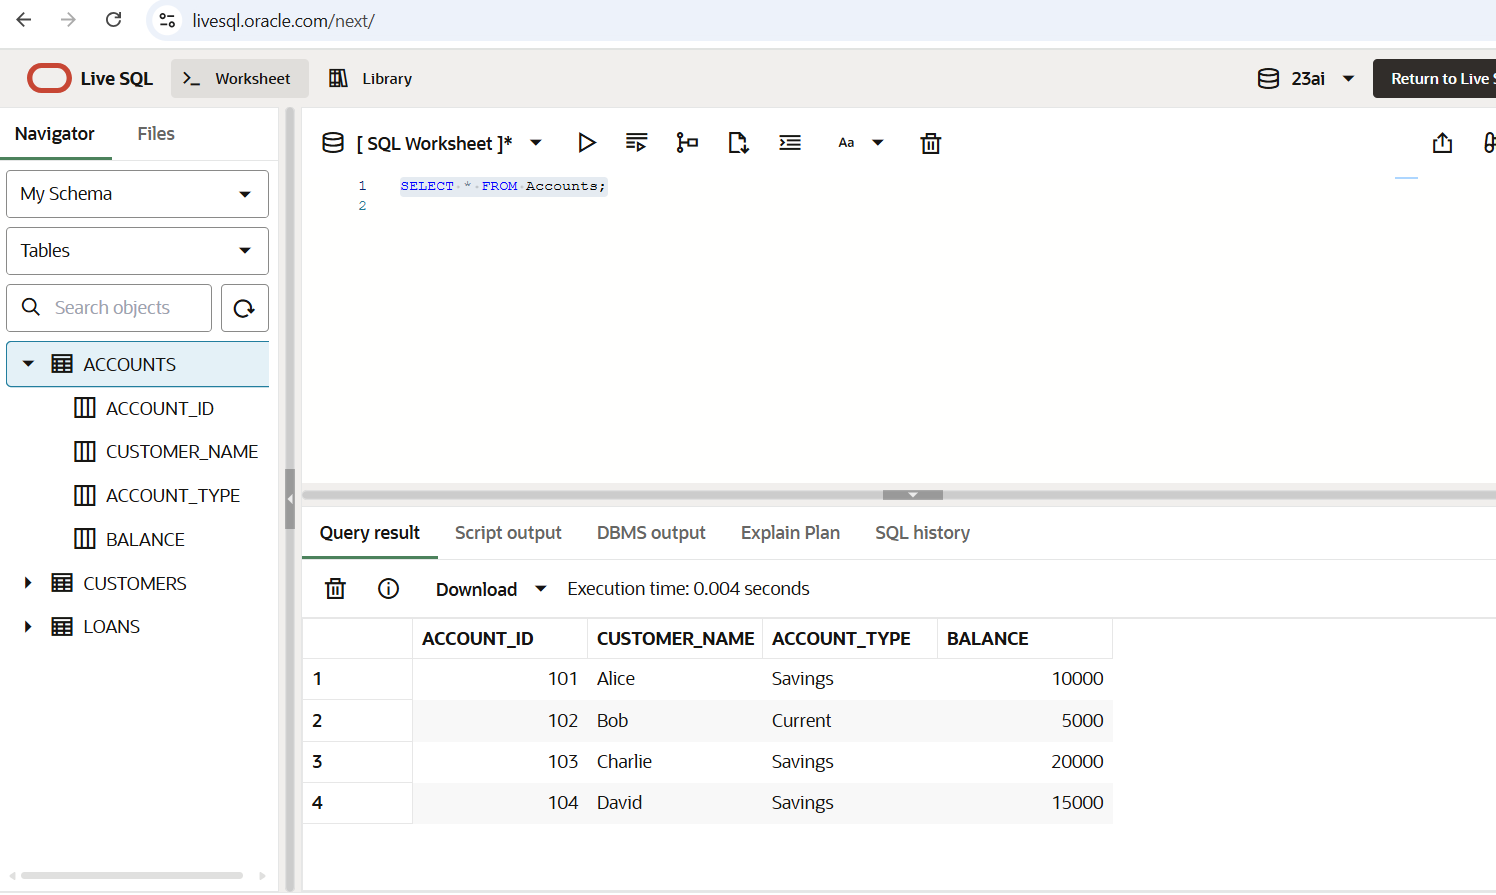 livesql.oracle.com/next/
Live SQL
Worksheet
Library
23ai
Return to Live
Navigator
Files
My Schema
Tables
Search objects
ACCOUNTS
ACCOUNT_ID
CUSTOMER_NAME
ACCOUNT_TYPE
BALANCE
CUSTOMERS
LOANS
[ SQL Worksheet ]*
Aa
1 SELECT * FROM Accounts;
2
Query result Script output DBMS output Explain Plan SQL history
Download Execution time: 0.004 seconds
ACCOUNT_ID CUSTOMER_NAME ACCOUNT_TYPE BALANCE
1 101 Alice Savings 10000
2 102 Bob Current 5000
3 103 Charlie Savings 20000
4 104 David Savings 15000